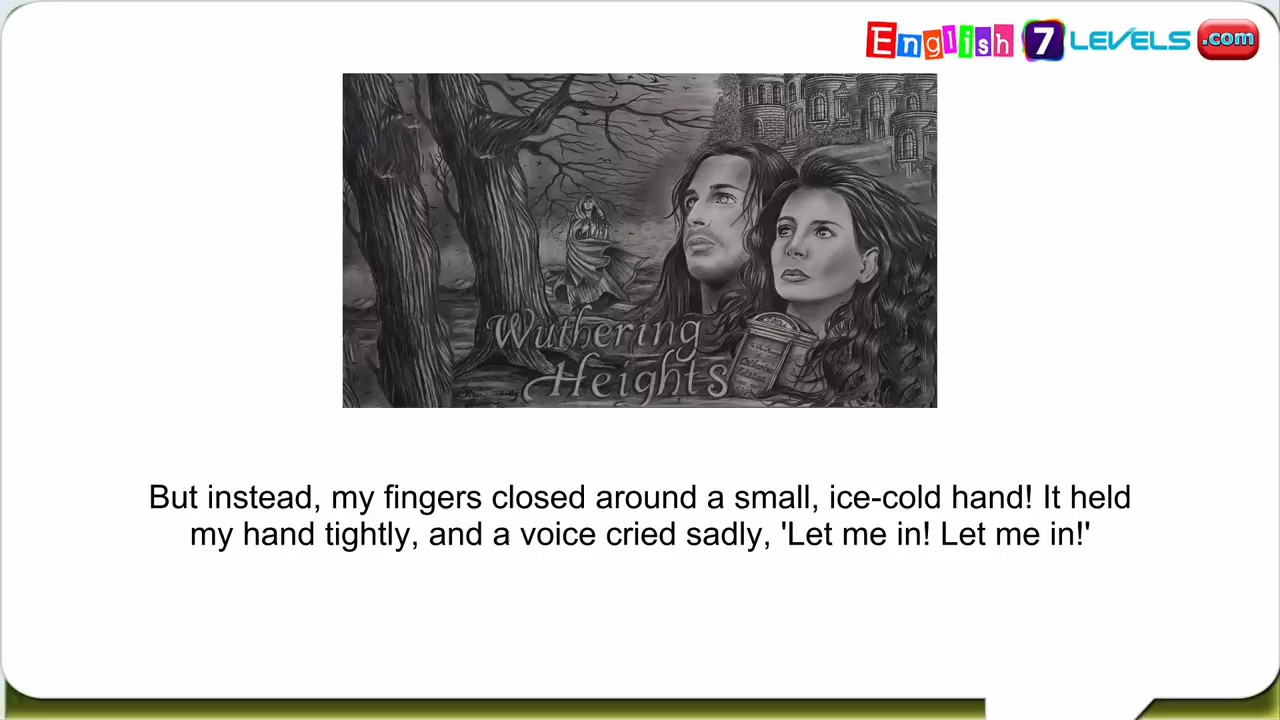 English 7 LEVELS .com
Wuthering
Heights
But instead, my fingers closed around a small, ice-cold hand! It held
my hand tightly, and a voice cried sadly, 'Let me in! Let me in!'